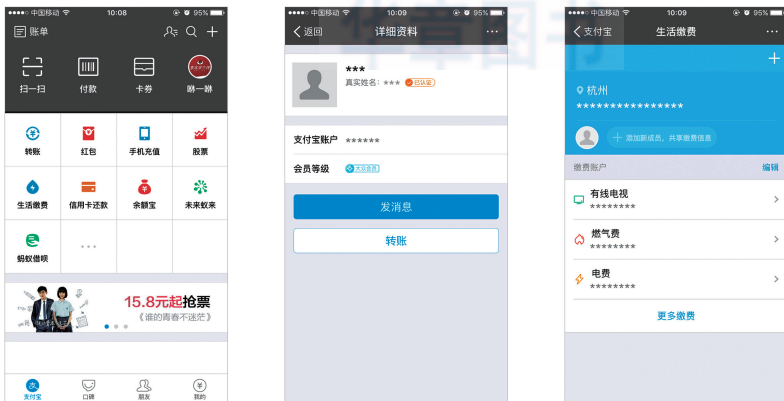 中国移动 10:08 95%
账单
扫一扫 付款 卡券 咻一咻
转账 红包 手机充值 股票
生活缴费 信用卡还款 余额宝 未来蚁来
蚂蚁借呗
15.8元起抢票
《谁的青春不迷茫》
支付宝 口碑 朋友 我的
中国移动 10:09 95%
返回 详细资料
***
真实姓名：*** 已认证
支付宝账户 ******
会员等级 大众会员
发消息
转账
中国移动 10:09 95%
支付宝 生活缴费
杭州
****************
添加新成员，共享缴费信息
缴费账户 编辑
有线电视
********
燃气费
********
电费
********
更多缴费
华章图书